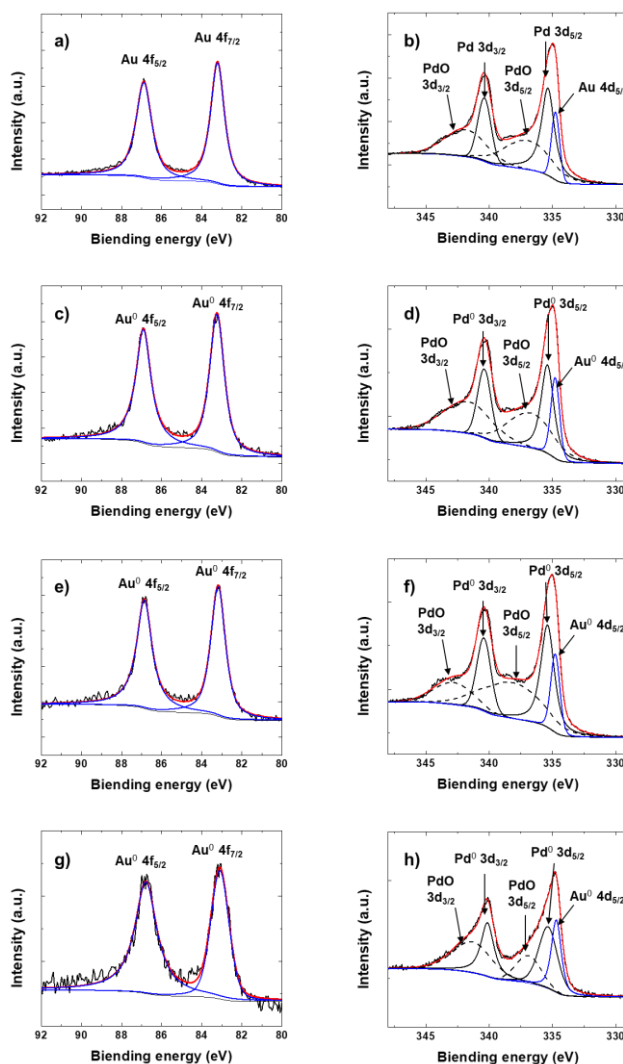 a)
Au 4f5/2
Au 4f7/2
Intensity (a.u.)
92 90 88 86 84 82 80
Biending energy (eV)
b)
Pd 3d5/2
Pd 3d3/2
PdO
3d3/2
PdO
3d5/2
Au 4d5/
Intensity (a.u.)
345 340 335 330
Biending energy (eV)
c)
Au⁰ 4f5/2
Au⁰ 4f7/2
Intensity (a.u.)
92 90 88 86 84 82 80
Biending energy (eV)
d)
Pd⁰ 3d5/2
Pd⁰ 3d3/2
PdO
3d3/2
PdO
3d5/2
Au⁰ 4d5/
Intensity (a.u.)
345 340 335 330
Biending energy (eV)
e)
Au⁰ 4f5/2
Au⁰ 4f7/2
Intensity (a.u.)
92 90 88 86 84 82 80
Biending energy (eV)
f)
Pd⁰ 3d5/2
Pd⁰ 3d3/2
PdO
3d3/2
PdO
3d5/2
Au⁰ 4d5/2
Intensity (a.u.)
345 340 335 330
Biending energy (eV)
g)
Au⁰ 4f5/2
Au⁰ 4f7/2
Intensity (a.u.)
92 90 88 86 84 82 80
Biending energy (eV)
h)
Pd⁰ 3d5/2
Pd⁰ 3d3/2
PdO
3d3/2
PdO
3d5/2
Au⁰ 4d5/2
Intensity (a.u.)
345 340 335 330
Biending energy (eV)